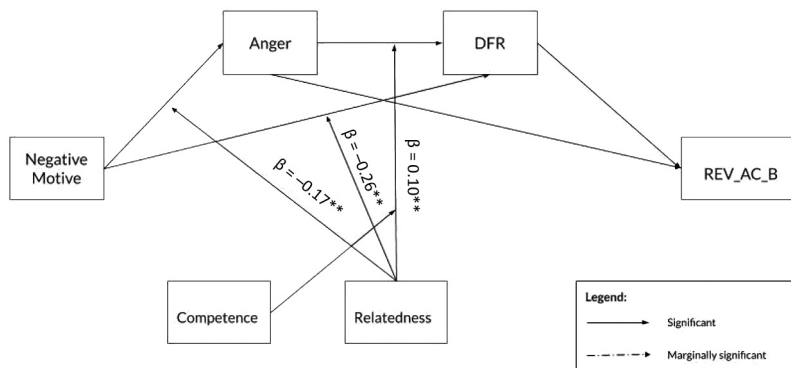 Anger
DFR
Negative
Motive
REV_AC_B
β = –0.17**
β = –0.26**
β = 0.10**
Competence
Relatedness
Legend:
Significant
Marginally significant